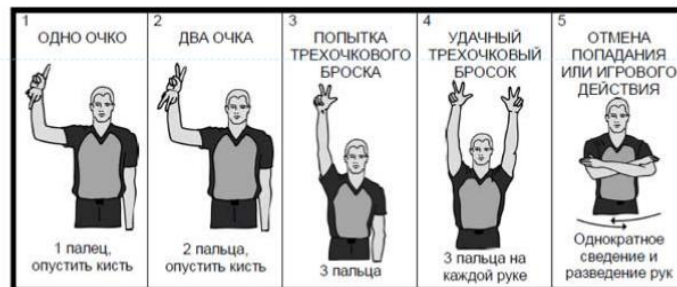 1
ОДНО ОЧКО
1 палец,
опустить кисть
2
ДВА ОЧКА
2 пальца,
опустить кисть
3
ПОПЫТКА
ТРЕХОЧКОВОГО
БРОСКА
3 пальца
4
УДАЧНЫЙ
ТРЕХОЧКОВЫЙ
БРОСОК
3 пальца на
каждой руке
5
ОТМЕНА
ПОПАДАНИЯ
ИЛИ ИГРОВОГО
ДЕЙСТВИЯ
Однократное
сведение и
разведение рук